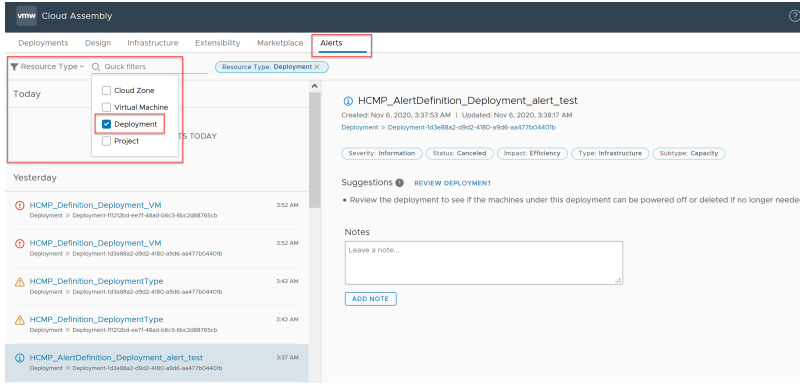 vmw Cloud Assembly
Deployments Design Infrastructure Extensibility Marketplace Alerts
Resource Type Quick filters Resource Type: Deployment ×
Cloud Zone
Virtual Machine
Deployment
Project
Today
TS TODAY
Yesterday
HCMP_Definition_Deployment_VM 3:52 AM
Deployment » Deployment-f11212bd-ee7f-48ad-b6c3-6bc2d88765cb
HCMP_Definition_Deployment_VM 3:52 AM
Deployment » Deployment-1d3e88a2-d9d2-4180-a9d6-aa477b04401b
HCMP_Definition_DeploymentType 3:42 AM
Deployment » Deployment-1d3e88a2-d9d2-4180-a9d6-aa477b04401b
HCMP_Definition_DeploymentType 3:42 AM
Deployment » Deployment-f11212bd-ee7f-48ad-b6c3-6bc2d88765cb
HCMP_AlertDefinition_Deployment_alert_test 3:37 AM
Deployment » Deployment-1d3e88a2-d9d2-4180-a9d6-aa477b04401b
HCMP_AlertDefinition_Deployment_alert_test
Created: Nov 6, 2020, 3:37:53 AM | Updated: Nov 6, 2020, 3:38:17 AM
Deployment » Deployment-1d3e88a2-d9d2-4180-a9d6-aa477b04401b
Severity: Information Status: Canceled Impact: Efficiency Type: Infrastructure Subtype: Capacity
Suggestions REVIEW DEPLOYMENT
• Review the deployment to see if the machines under this deployment can be powered off or deleted if no longer neede
Notes
Leave a note...
ADD NOTE